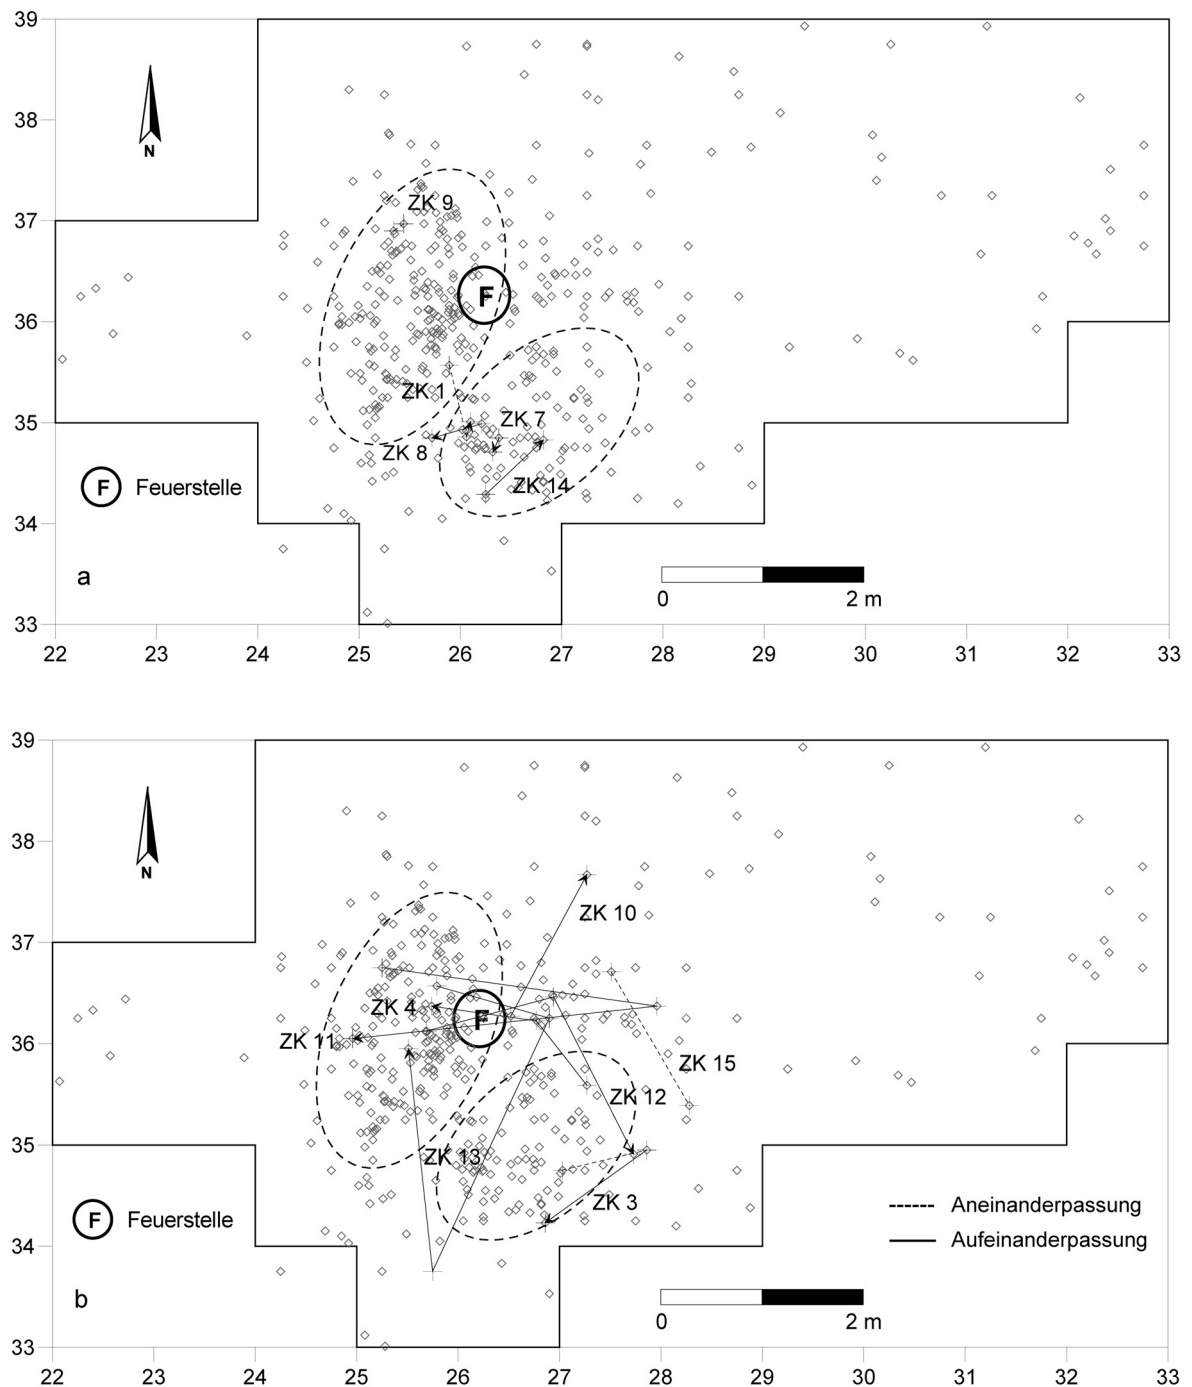 39
38
N
37
ZK 9
F
36
ZK 1
ZK 7
35
ZK 8
F Feuerstelle
ZK 14
34
a
0 2 m
33
22 23 24 25 26 27 28 29 30 31 32 33
39
38
N
ZK 10
37
ZK 4
F
36
ZK 11
ZK 15
ZK 12
35
ZK 13
ZK 3
Aneinanderpassung
F Feuerstelle
Aufeinanderpassung
34
b
0 2 m
33
22 23 24 25 26 27 28 29 30 31 32 33